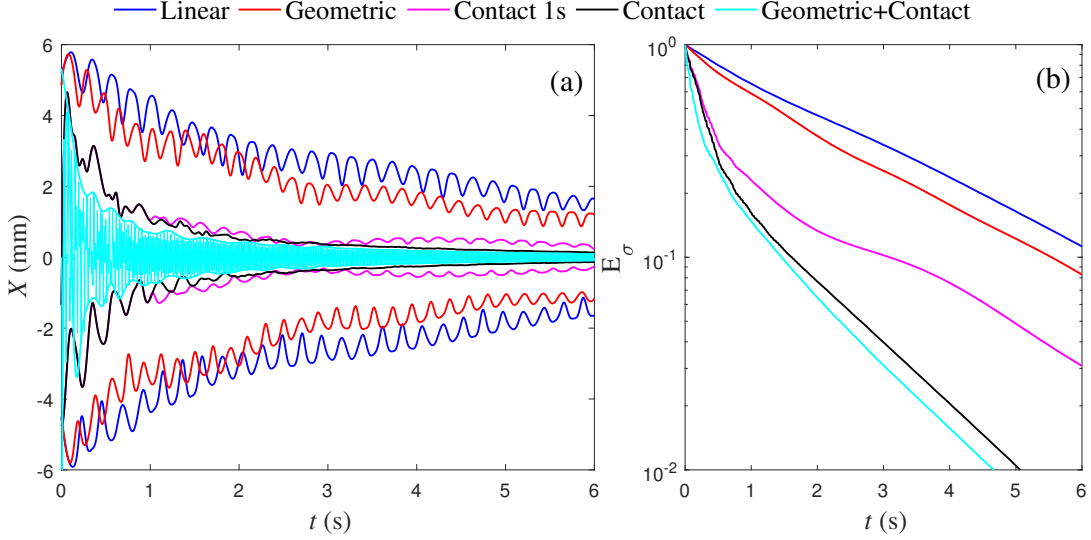 Linear Geometric Contact 1s Contact Geometric+Contact
(a)
X (mm)
6
4
2
0
-2
-4
-6
0 1 2 3 4 5 6
t (s)
(b)
E_σ
10^0
10^-1
10^-2
0 1 2 3 4 5 6
t (s)